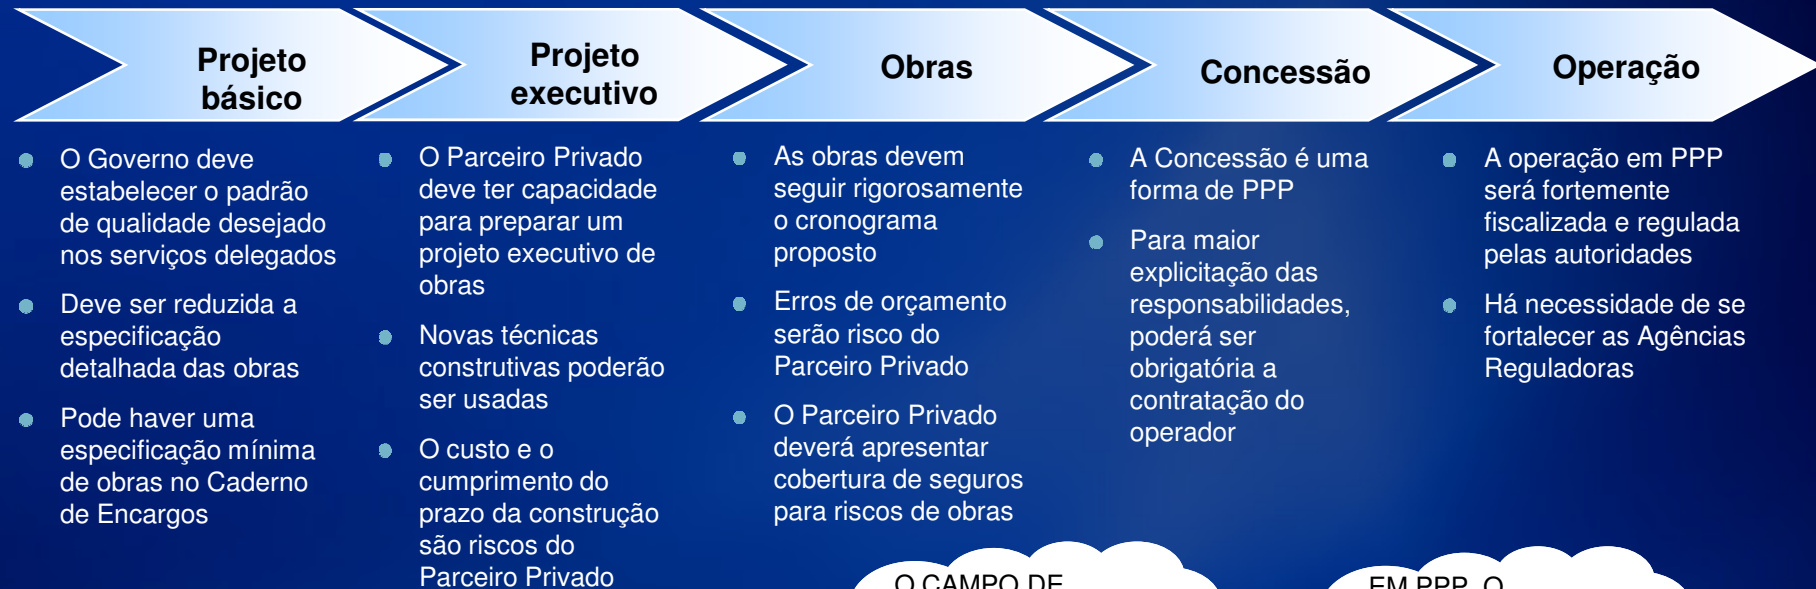 Projeto
básico
Projeto
executivo
Obras
Concessão
Operação
O Governo deve
estabelecer o padrão
de qualidade desejado
nos serviços delegados
Deve ser reduzida a
especificação
detalhada das obras
Pode haver uma
especificação mínima
de obras no Caderno
de Encargos
O Parceiro Privado
deve ter capacidade
para preparar um
projeto executivo de
obras
Novas técnicas
construtivas poderão
ser usadas
O custo e o
cumprimento do
prazo da construção
são riscos do
Parceiro Privado
As obras devem
seguir rigorosamente
o cronograma
proposto
Erros de orçamento
serão risco do
Parceiro Privado
O Parceiro Privado
deverá apresentar
cobertura de seguros
para riscos de obras
A Concessão é uma
forma de PPP
Para maior
explicitação das
responsabilidades,
poderá ser
obrigatória a
contratação do
operador
A operação em PPP
será fortemente
fiscalizada e regulada
pelas autoridades
Há necessidade de se
fortalecer as Agências
Reguladoras
O CAMPO DE
EM PPP, O